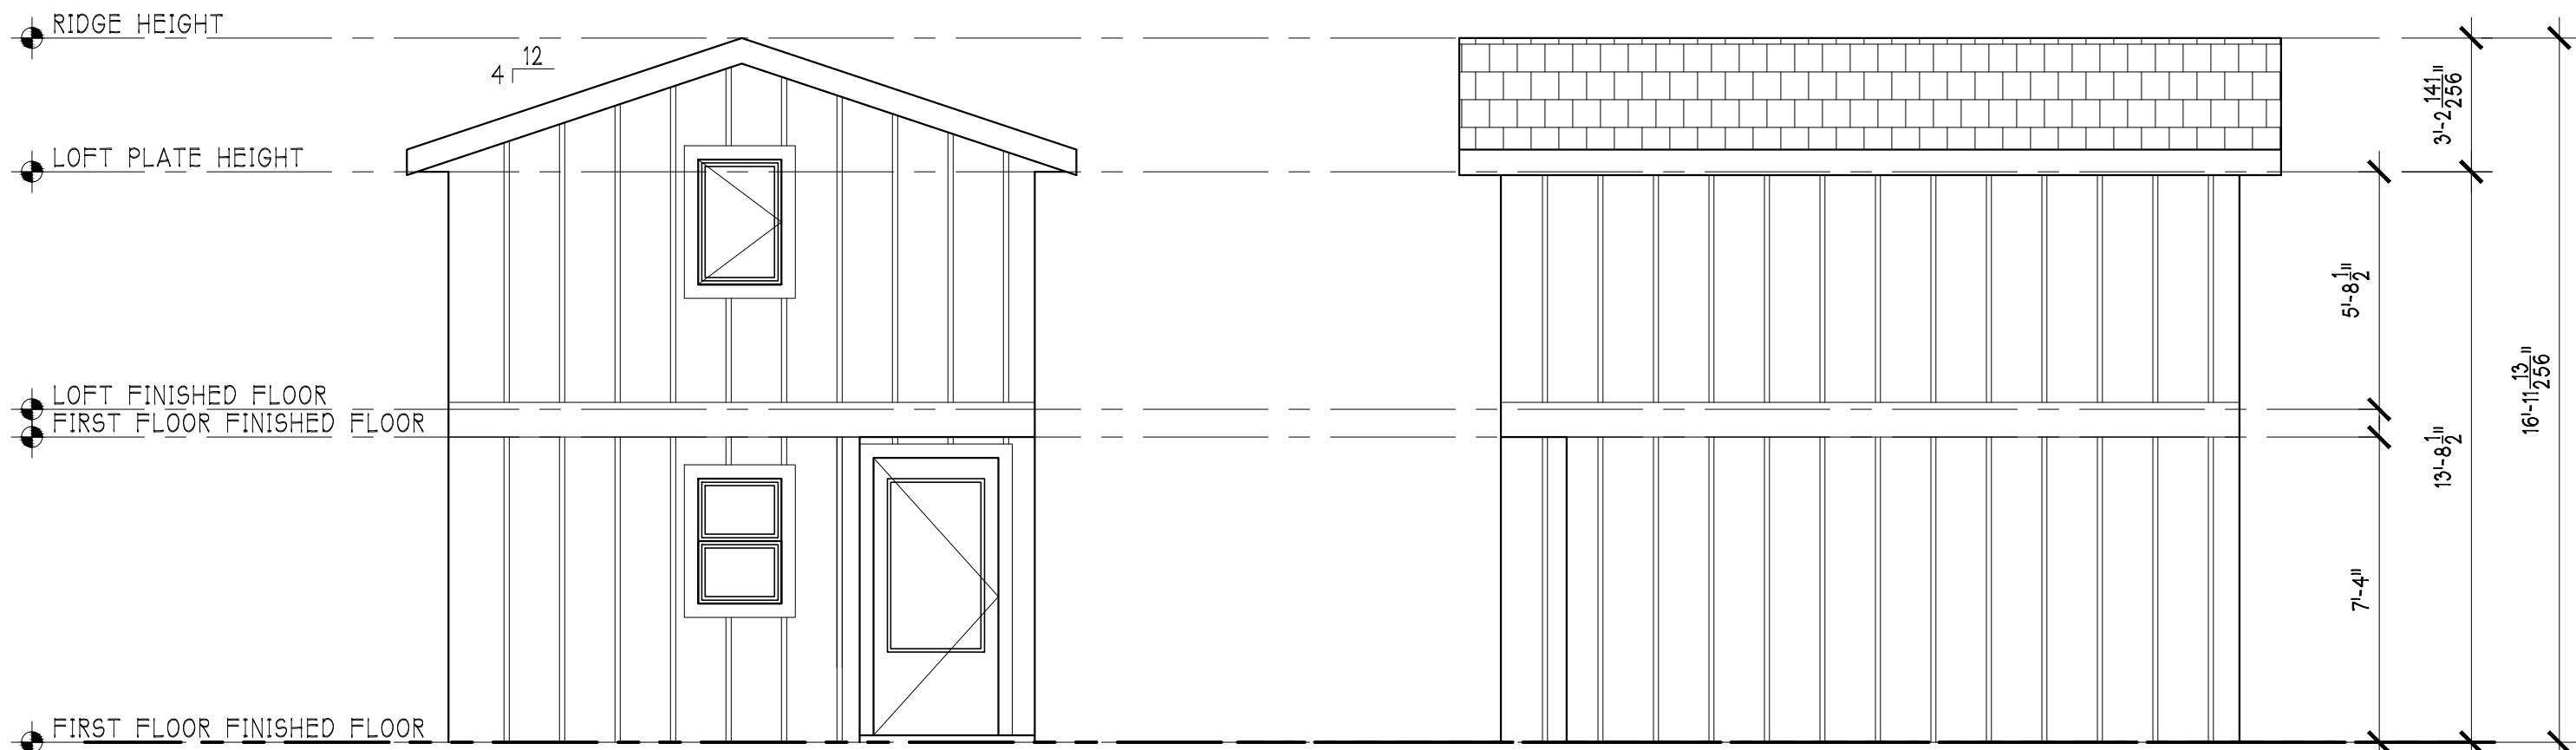 RIDGE HEIGHT
12
4
3'-2 141/256"
LOFT PLATE HEIGHT
5'-8 1/2"
LOFT FINISHED FLOOR
FIRST FLOOR FINISHED FLOOR
16'-11 13/256"
13'-8 1/2"
7'-4"
FIRST FLOOR FINISHED FLOOR